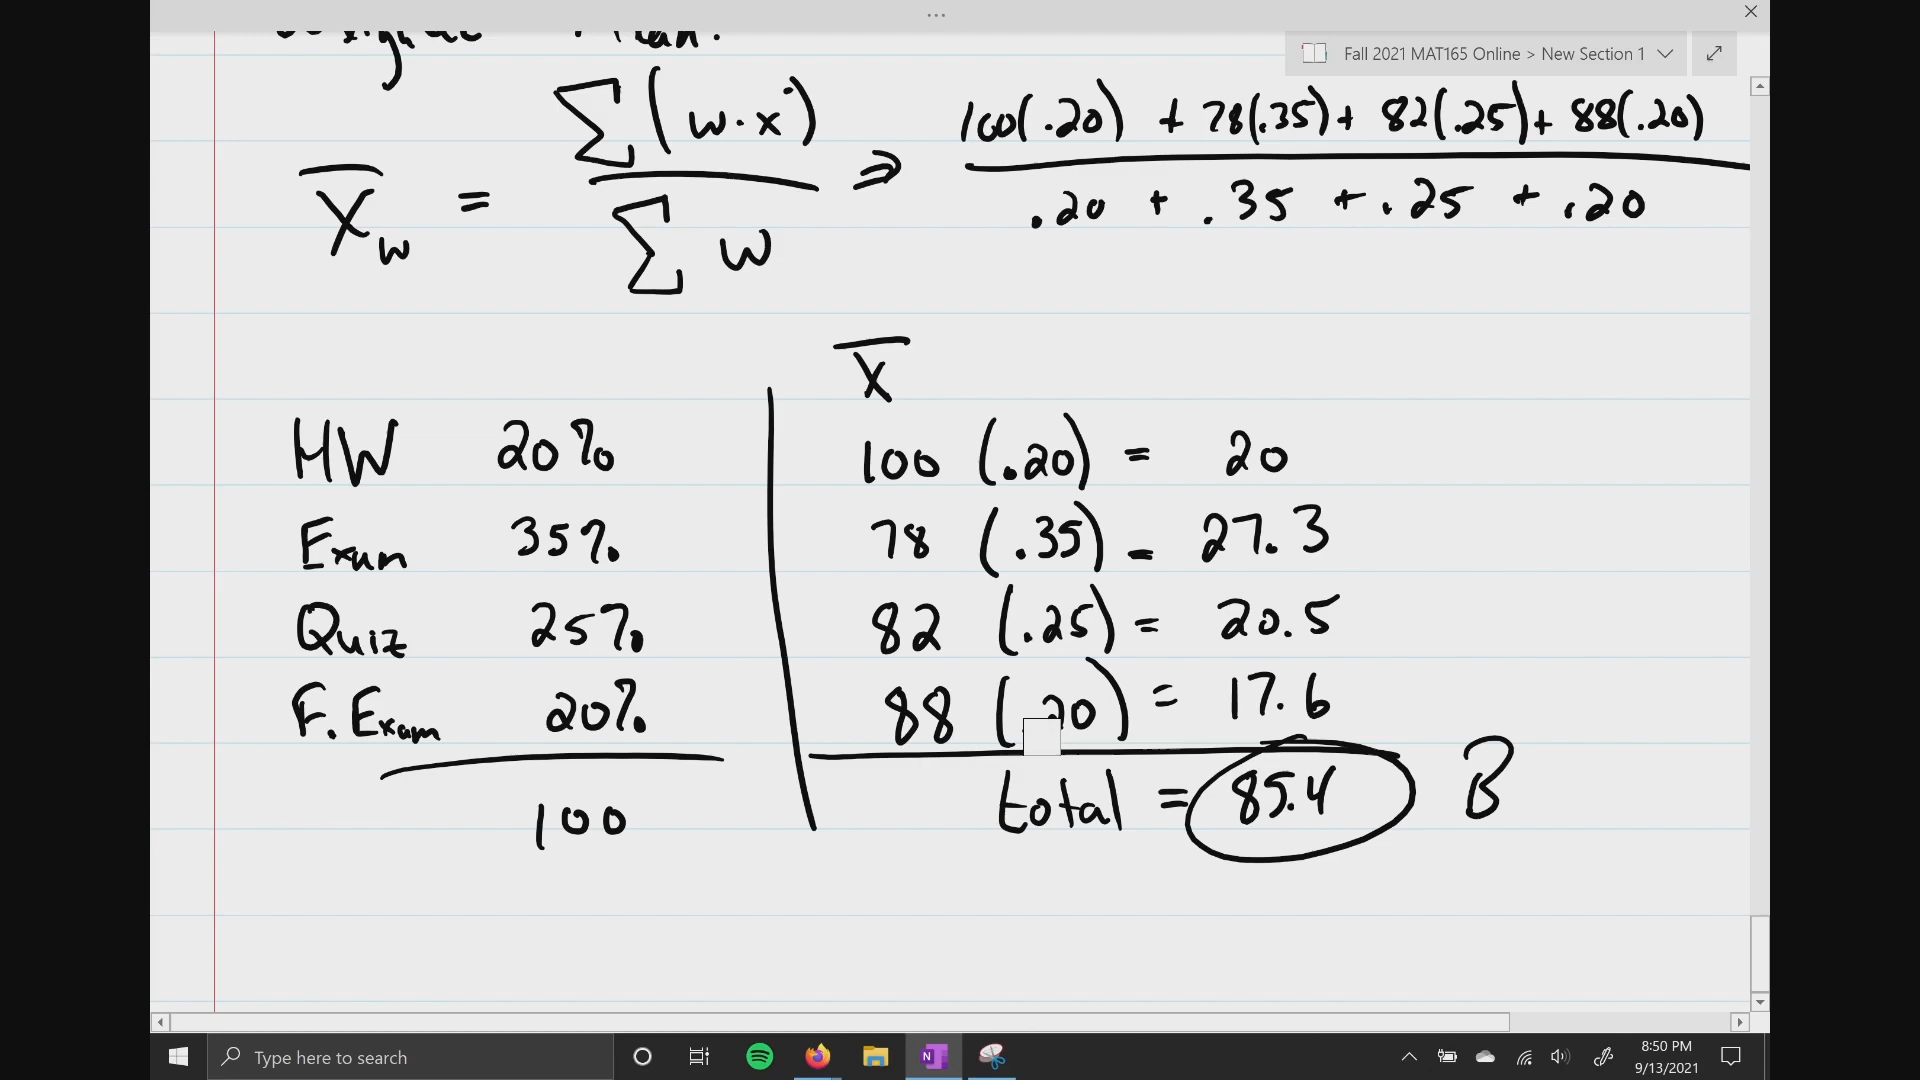 ...
Fall 2021 MAT165 Online > New Section 1
Mean.
X̄w = Σ(w·x) / Σw ⇒ 100(.20) + 78(.35) + 82(.25) + 88(.20) / .20 + .35 + .25 + .20
X̄
HW 20% 100 (.20) = 20
Exam 35% 78 (.35) = 27.3
Quiz 25% 82 (.25) = 20.5
F. Exam 20% 88 (.20) = 17.6
100 total = 85.4 B
Type here to search
8:50 PM
9/13/2021